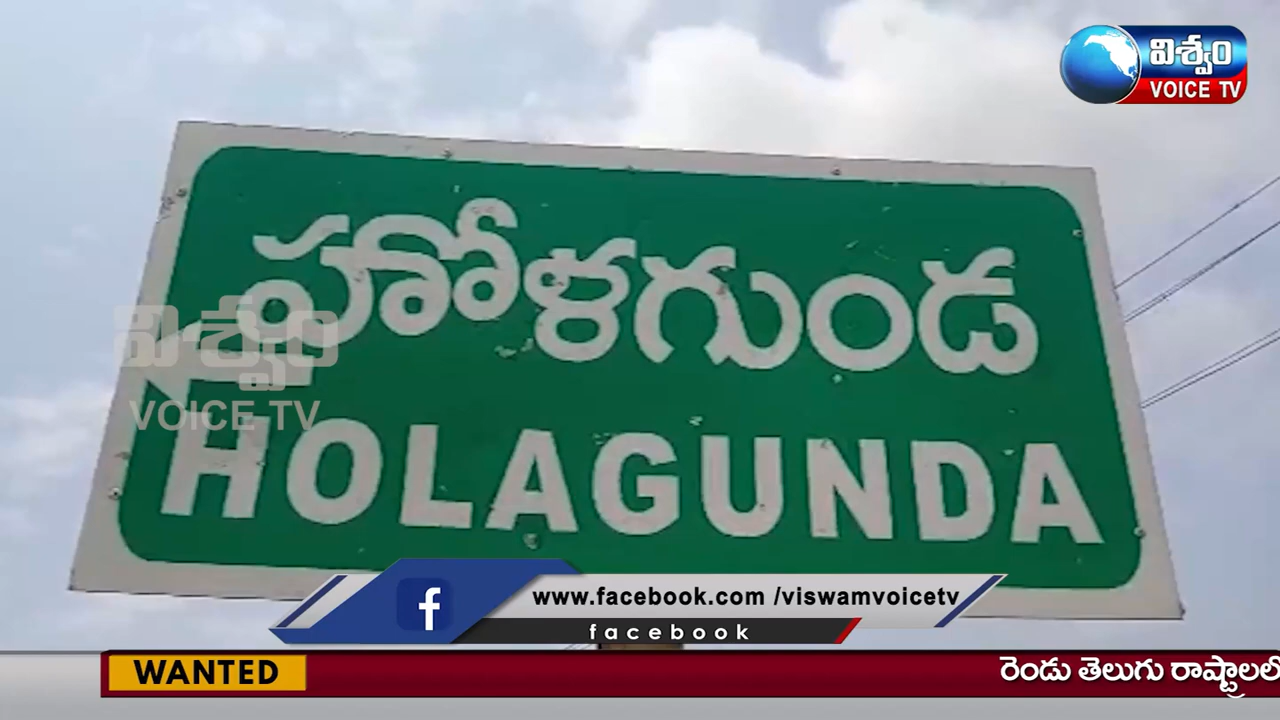 విశ్వం
VOICE TV
హోళగుండ
విశ్వం
VOICE TV
HOLAGUNDA
www.facebook.com /viswamvoicetv
facebook
WANTED
రెండు తెలుగు రాష్ట్రాలలో